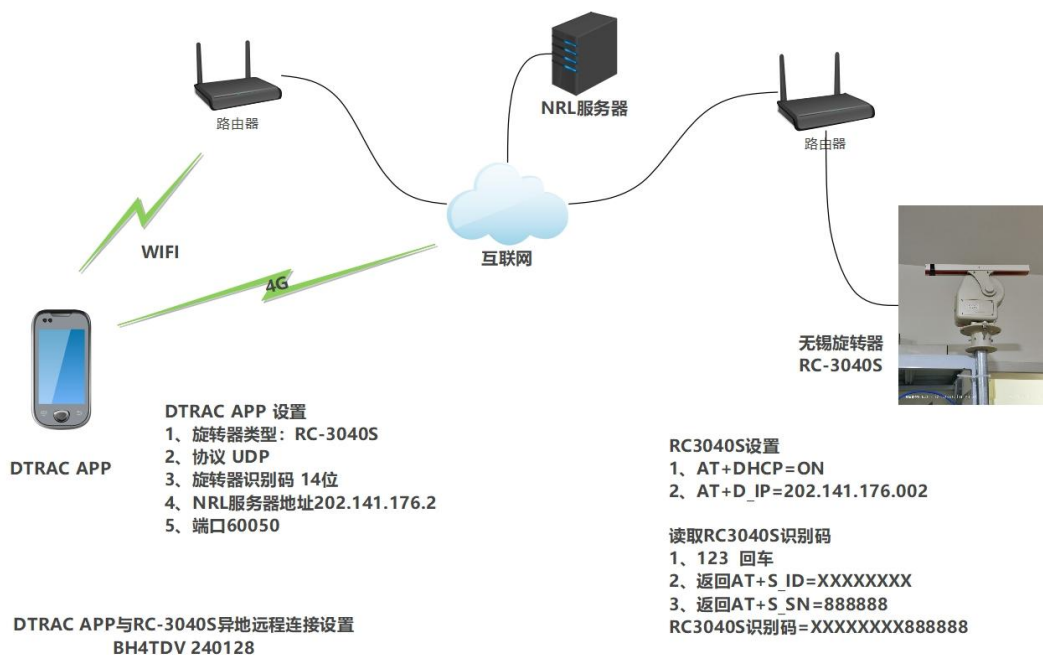 NRL服务器
路由器
路由器
WIFI
互联网
4G
无锡旋转器
RC-3040S
DTRAC APP
DTRAC APP 设置
1、旋转器类型：RC-3040S
2、协议 UDP
3、旋转器识别码 14位
4、NRL服务器地址202.141.176.2
5、端口60050
RC3040S设置
1、AT+DHCP=ON
2、AT+D_IP=202.141.176.002
读取RC3040S识别码
1、123 回车
2、返回AT+S_ID=XXXXXXXX
3、返回AT+S_SN=888888
RC3040S识别码=XXXXXXXX888888
DTRAC APP与RC-3040S异地远程连接设置
BH4TDV 240128